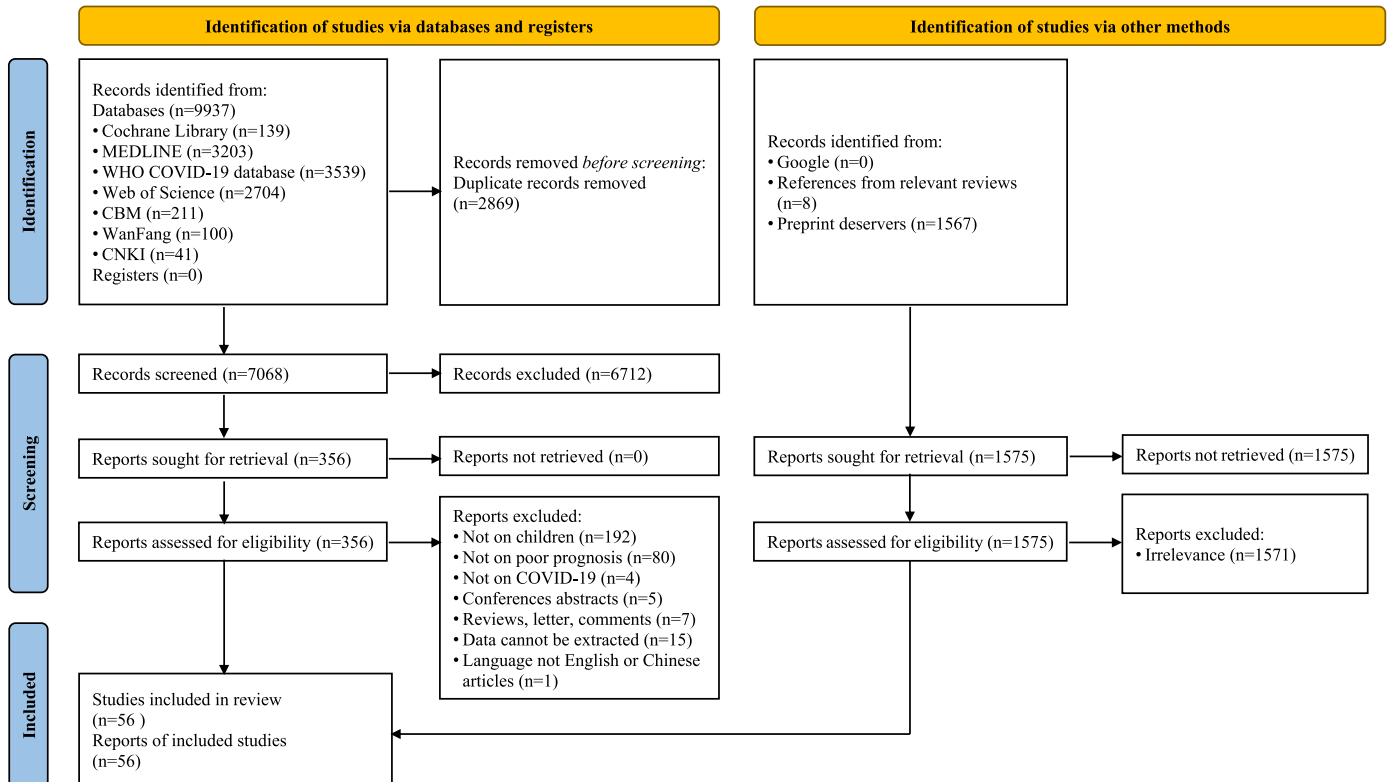 Identification of studies via databases and registers
Identification of studies via other methods
Identification
Records identified from:
Databases (n=9937)
• Cochrane Library (n=139)
• MEDLINE (n=3203)
• WHO COVID-19 database (n=3539)
• Web of Science (n=2704)
• CBM (n=211)
• WanFang (n=100)
• CNKI (n=41)
Registers (n=0)
Records removed before screening:
Duplicate records removed
(n=2869)
Records identified from:
• Google (n=0)
• References from relevant reviews
(n=8)
• Preprint deservers (n=1567)
Screening
Records screened (n=7068)
Records excluded (n=6712)
Reports sought for retrieval (n=356)
Reports not retrieved (n=0)
Reports sought for retrieval (n=1575)
Reports not retrieved (n=1575)
Reports assessed for eligibility (n=356)
Reports excluded:
• Not on children (n=192)
• Not on poor prognosis (n=80)
• Not on COVID-19 (n=4)
• Conferences abstracts (n=5)
• Reviews, letter, comments (n=7)
• Data cannot be extracted (n=15)
• Language not English or Chinese
articles (n=1)
Reports assessed for eligibility (n=1575)
Reports excluded:
• Irrelevance (n=1571)
Included
Studies included in review
(n=56 )
Reports of included studies
(n=56)